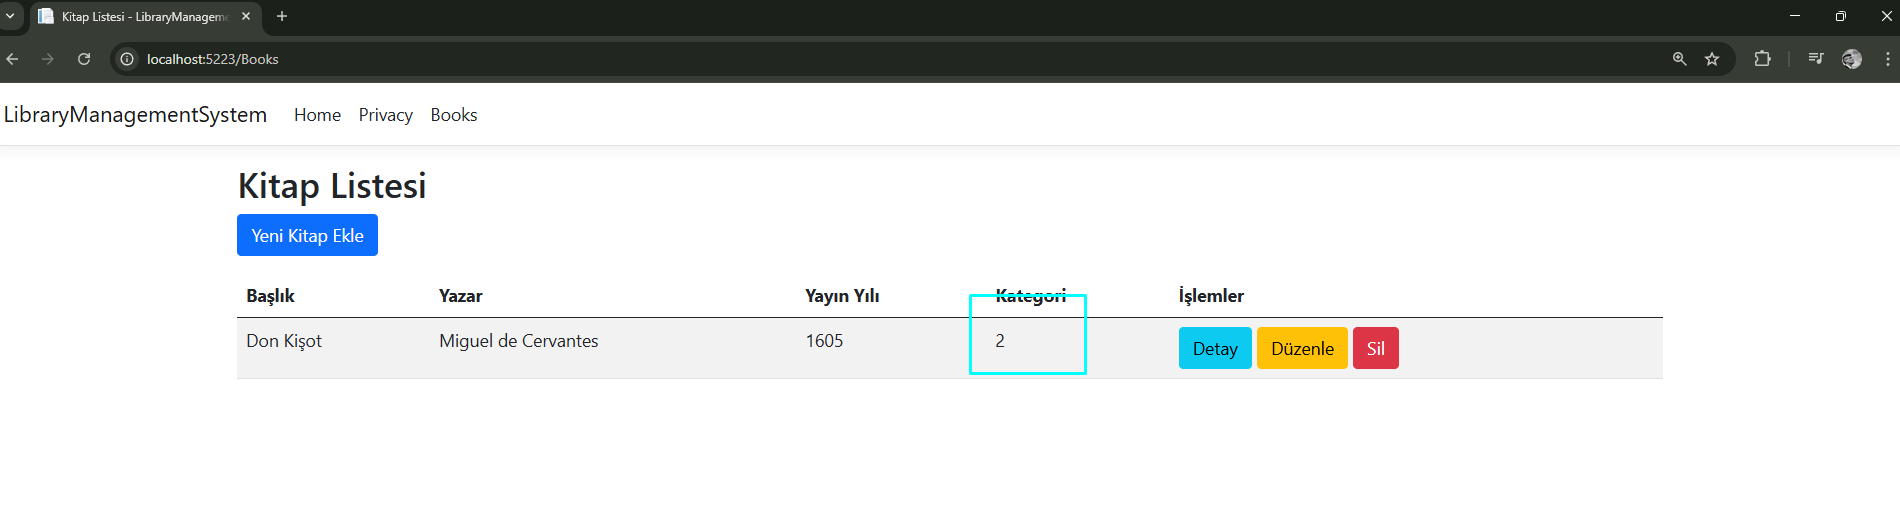 Kitap Listesi - LibraryManageme
localhost:5223/Books
LibraryManagementSystem Home Privacy Books
Kitap Listesi
Yeni Kitap Ekle
Başlık Yazar Yayın Yılı Kategori İşlemler
Don Kişot Miguel de Cervantes 1605 2 Detay Düzenle Sil